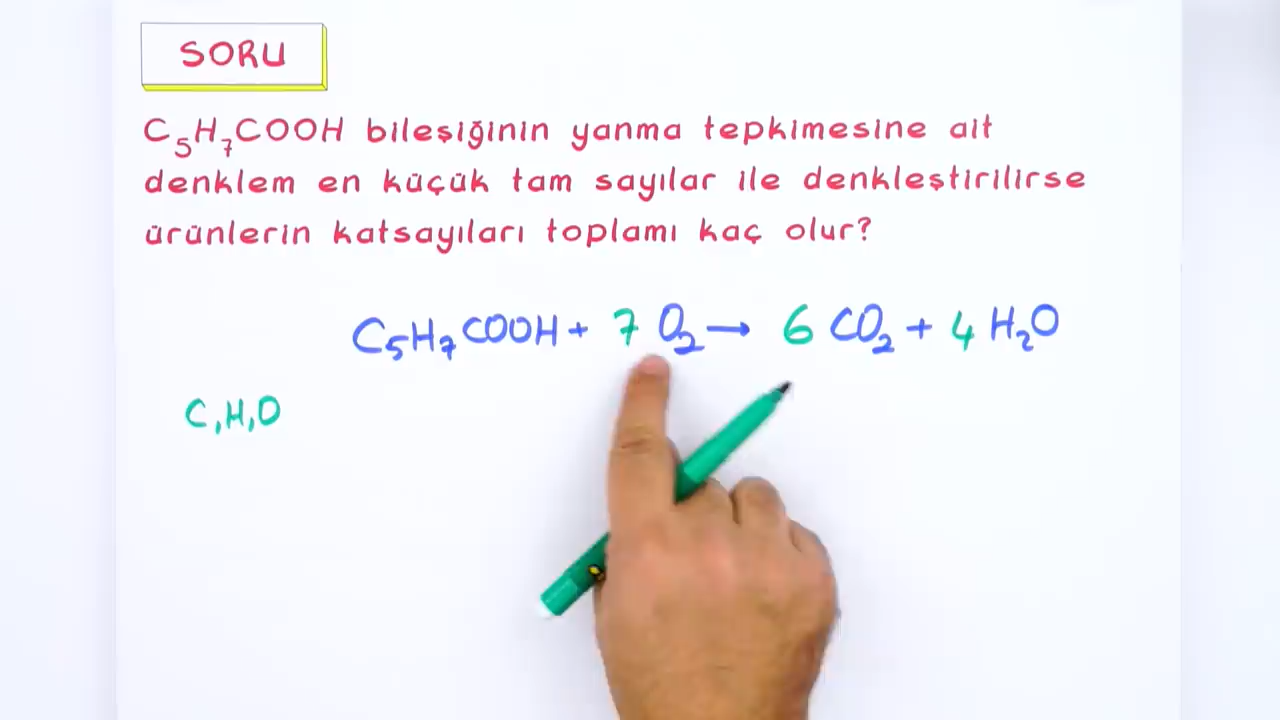 SORU
C₅H₇COOH bileşiğinin yanma tepkimesine ait
denklem en küçük tam sayılar ile denkleştirilirse
ürünlerin katsayıları toplamı kaç olur?
C₅H₇COOH + 7 O₂ → 6 CO₂ + 4 H₂O
C, H, O